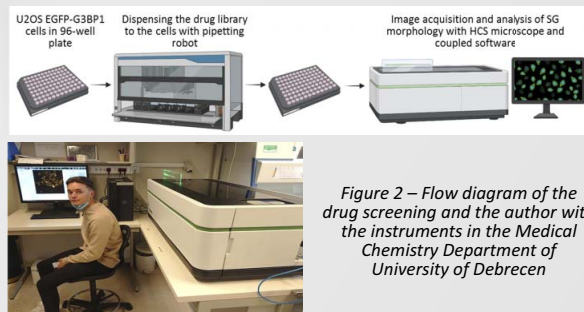 U2OS EGFP-G3BP1
cells in 96-well
plate
Dispensing the drug library
to the cells with pipetting
robot
Image acquisition and analysis of SG
morphology with HCS microscope and
coupled software
Figure 2 – Flow diagram of the
drug screening and the author wit
the instruments in the Medical
Chemistry Department of
University of Debrecen